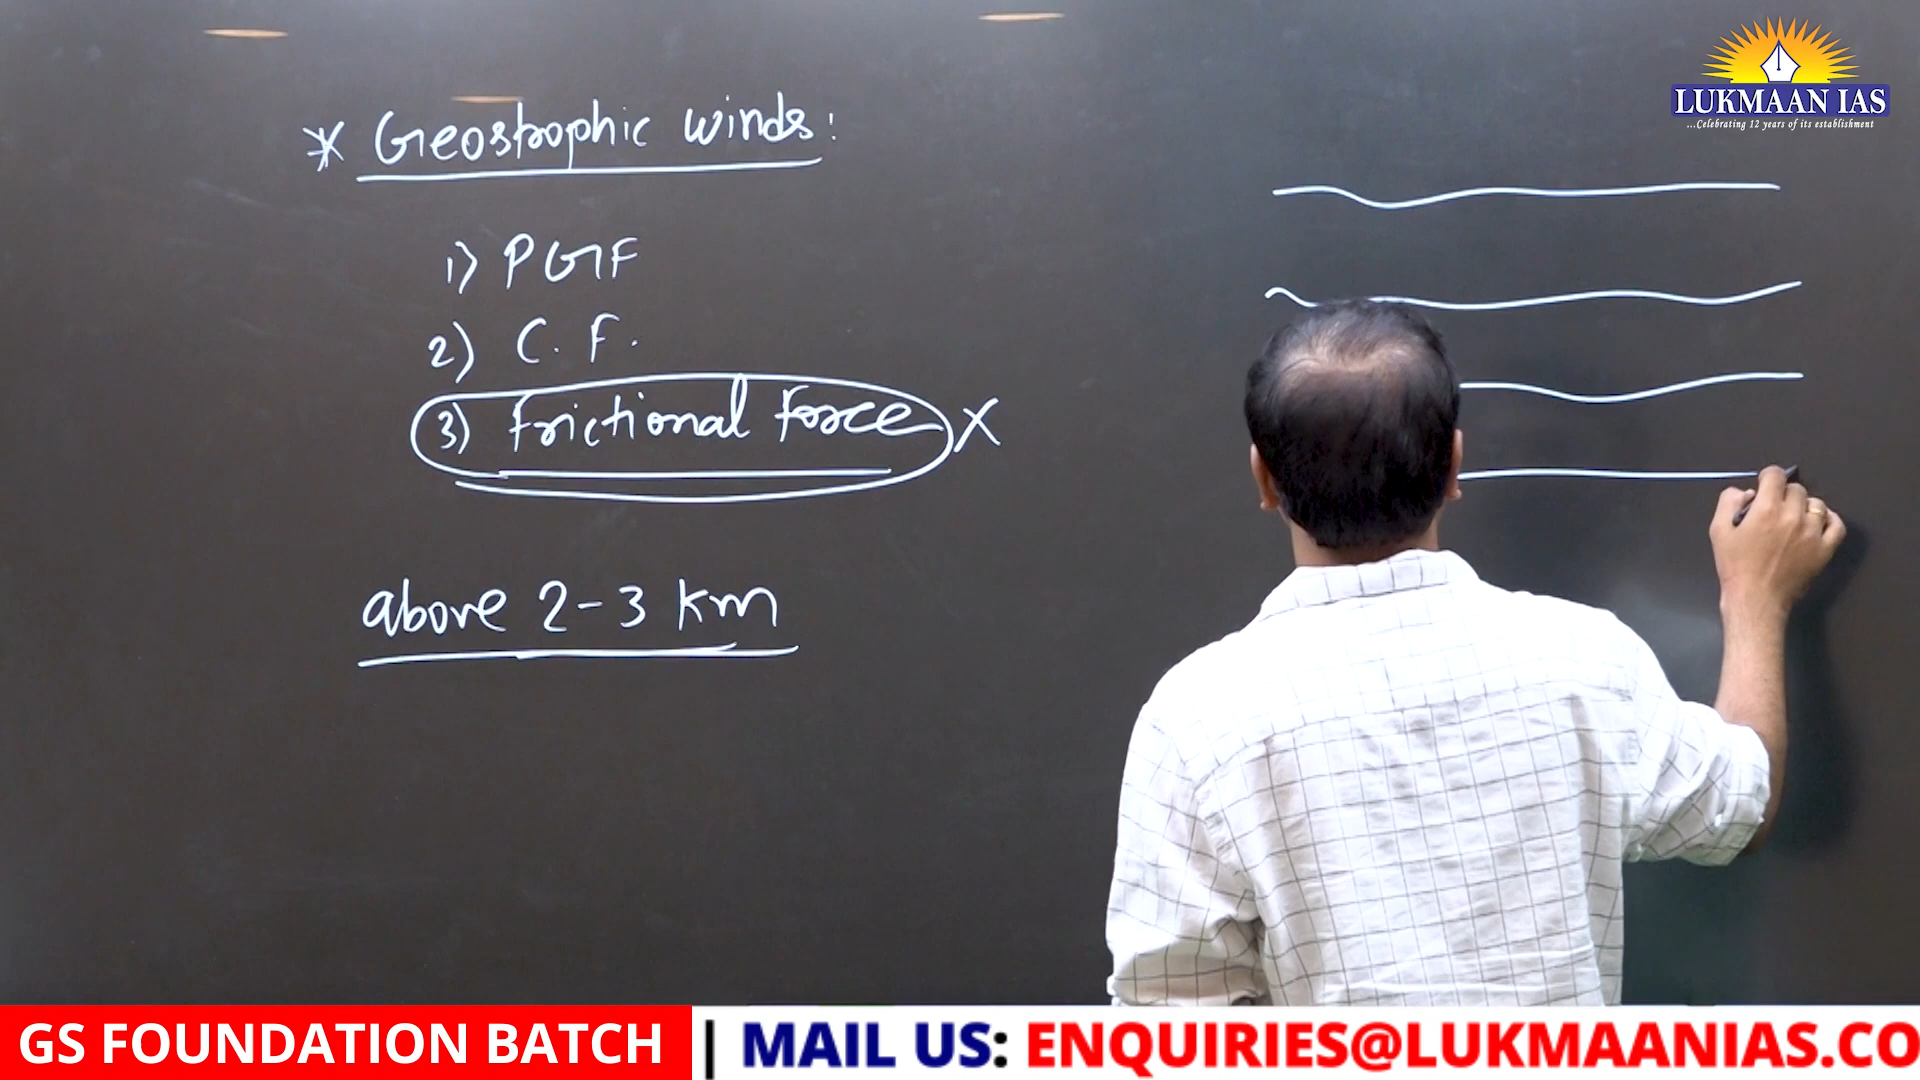 * Geostrophic winds:
1) PGF
2) C. F.
3) Frictional Force X
above 2-3 km
LUKMAAN IAS
...Celebrating 12 years of its establishment
GS FOUNDATION BATCH | MAIL US: ENQUIRIES@LUKMAANIAS.CO